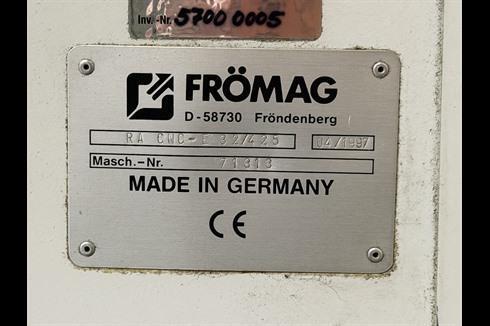 Inv.-Nr. 5700 0005
FRÖMAG
D-58730 Fröndenberg
RA CWC-E 32/425 04/1997
Masch.-Nr. 71313
MADE IN GERMANY
CE